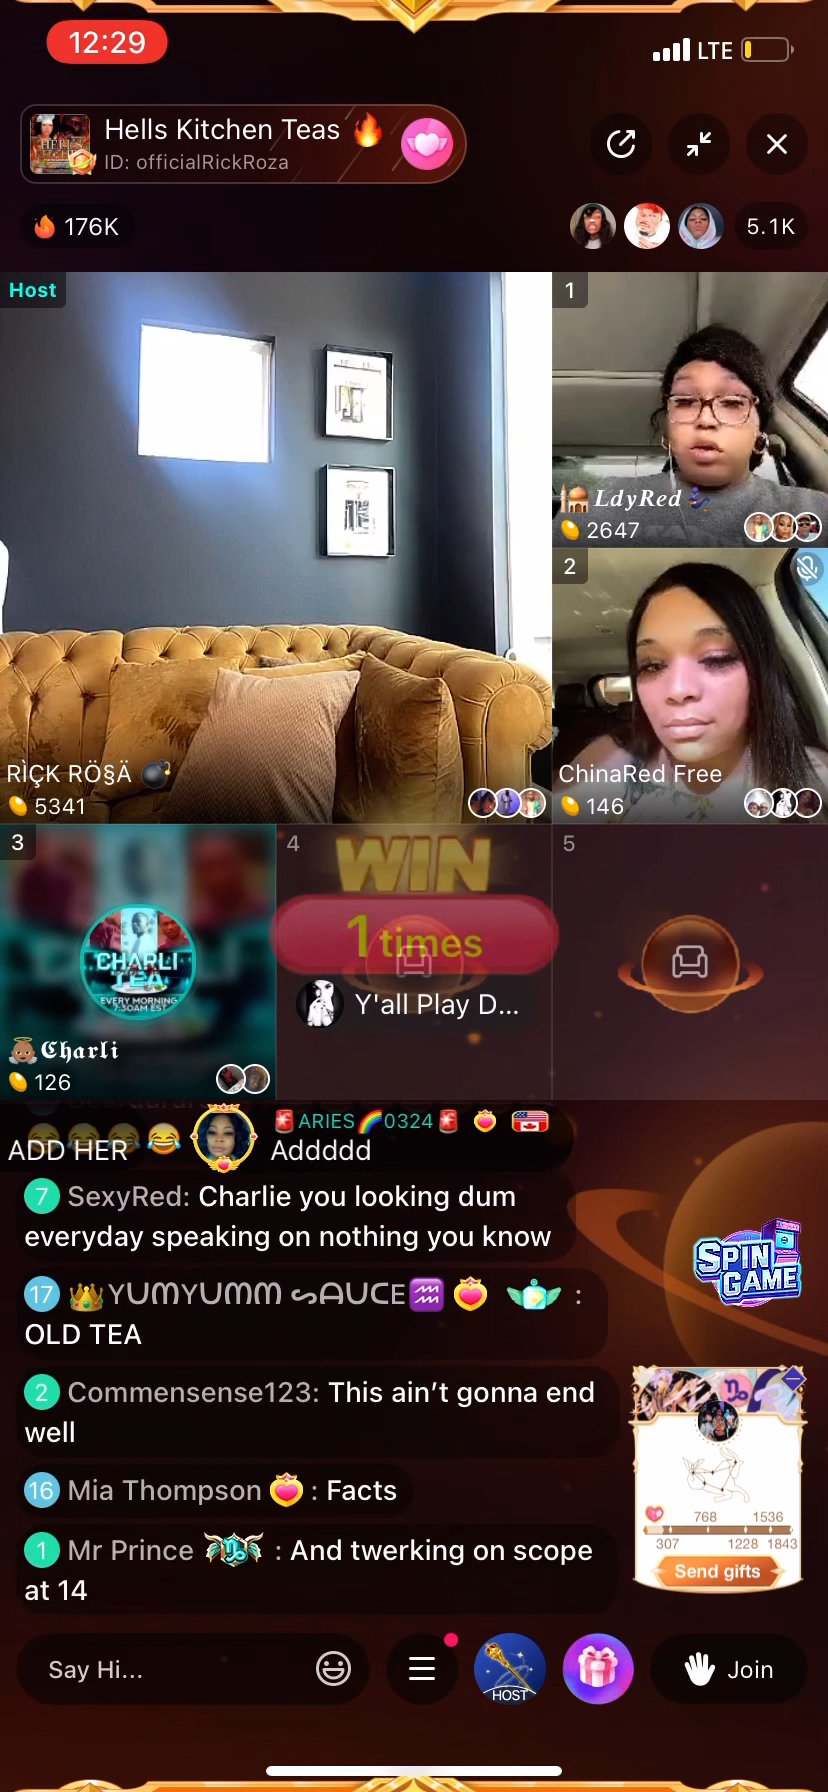 12:29
LTE
Hells Kitchen Teas 🔥
ID: officialRickRoza
🔥 176K
5.1K
Host
1
𝑳𝒅𝒚𝑹𝒆𝒅
2647
2
RÌÇK RÖ§Ä 💣
5341
ChinaRed Free
146
3
CHARLI
TEA
EVERY MORNING
7:30AM EST
𝕮𝖍𝖆𝖗𝖑𝖎
126
4
WIN
1 times
Y'all Play D...
5
ADD HER 😂
🚨ARIES🌈0324🚨
Addddd
7 SexyRed: Charlie you looking dum
everyday speaking on nothing you know
17 👑YᑌᗰYᑌᗰᗰ ᔕᗩᑌᑕE♒ :
OLD TEA
2 Commensense123: This ain’t gonna end
well
16 Mia Thompson : Facts
1 Mr Prince : And twerking on scope
at 14
SPIN
GAME
768 1536
307 1228 1843
Send gifts
Say Hi...
HOST
Join